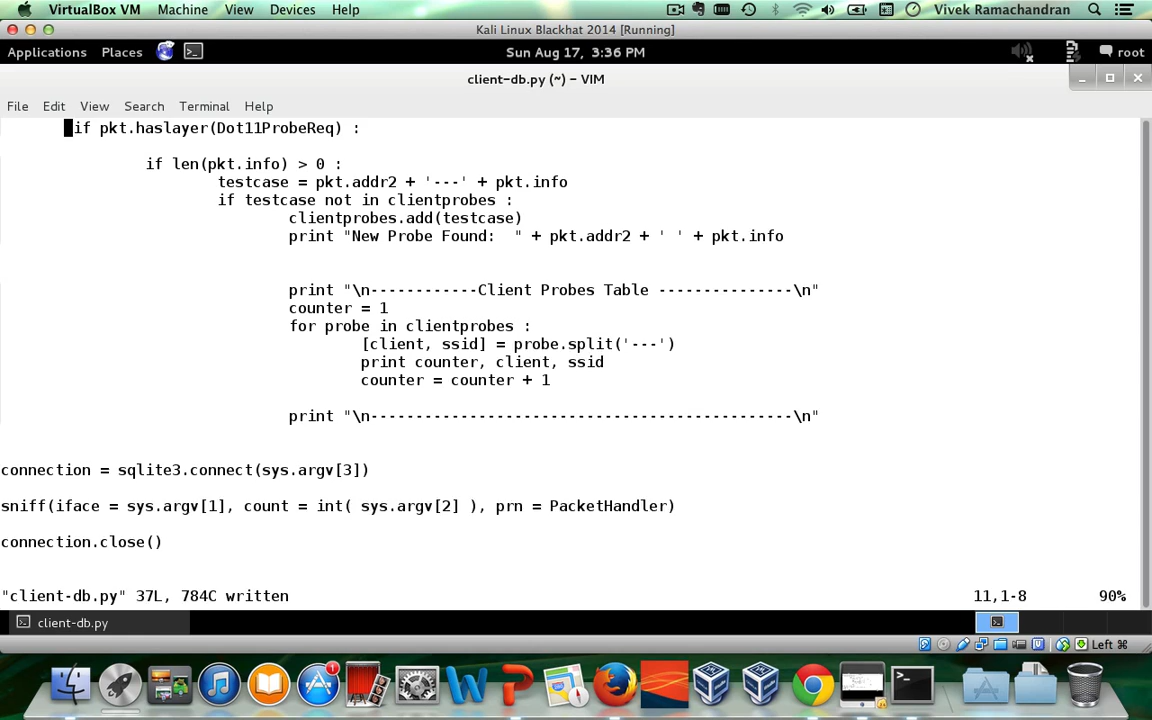 VirtualBox VM Machine View Devices Help Vivek Ramachandran
Kali Linux Blackhat 2014 [Running]
Applications Places Sun Aug 17, 3:36 PM root
client-db.py (~) - VIM
File Edit View Search Terminal Help
if pkt.haslayer(Dot11ProbeReq) :
if len(pkt.info) > 0 :
testcase = pkt.addr2 + '---' + pkt.info
if testcase not in clientprobes :
clientprobes.add(testcase)
print "New Probe Found:  " + pkt.addr2 + ' ' + pkt.info
print "\n------------Client Probes Table ---------------\n"
counter = 1
for probe in clientprobes :
[client, ssid] = probe.split('---')
print counter, client, ssid
counter = counter + 1
print "\n-----------------------------------------------\n"
connection = sqlite3.connect(sys.argv[3])
sniff(iface = sys.argv[1], count = int( sys.argv[2] ), prn = PacketHandler)
connection.close()
"client-db.py" 37L, 784C written 11,1-8 90%
client-db.py
Left ⌘
1